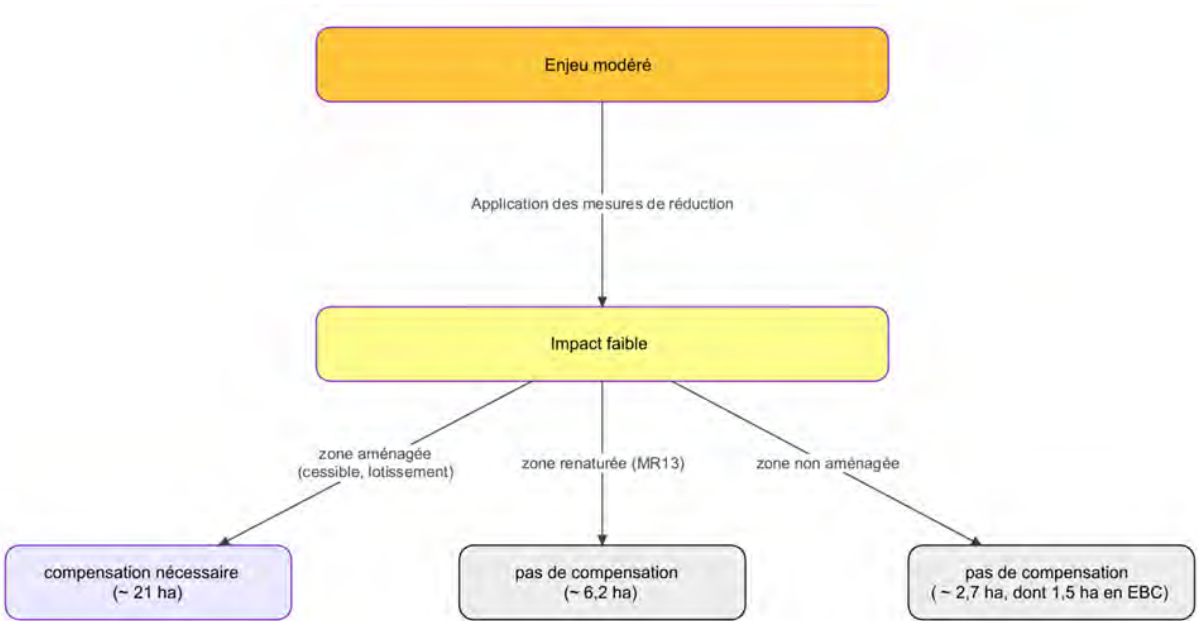 Enjeu modéré
Application des mesures de réduction
Impact faible
zone aménagée
(cessible, lotissement)
zone renaturée (MR13)
zone non aménagée
compensation nécessaire
(~ 21 ha)
pas de compensation
(~ 6,2 ha)
pas de compensation
( ~ 2,7 ha, dont 1,5 ha en EBC)